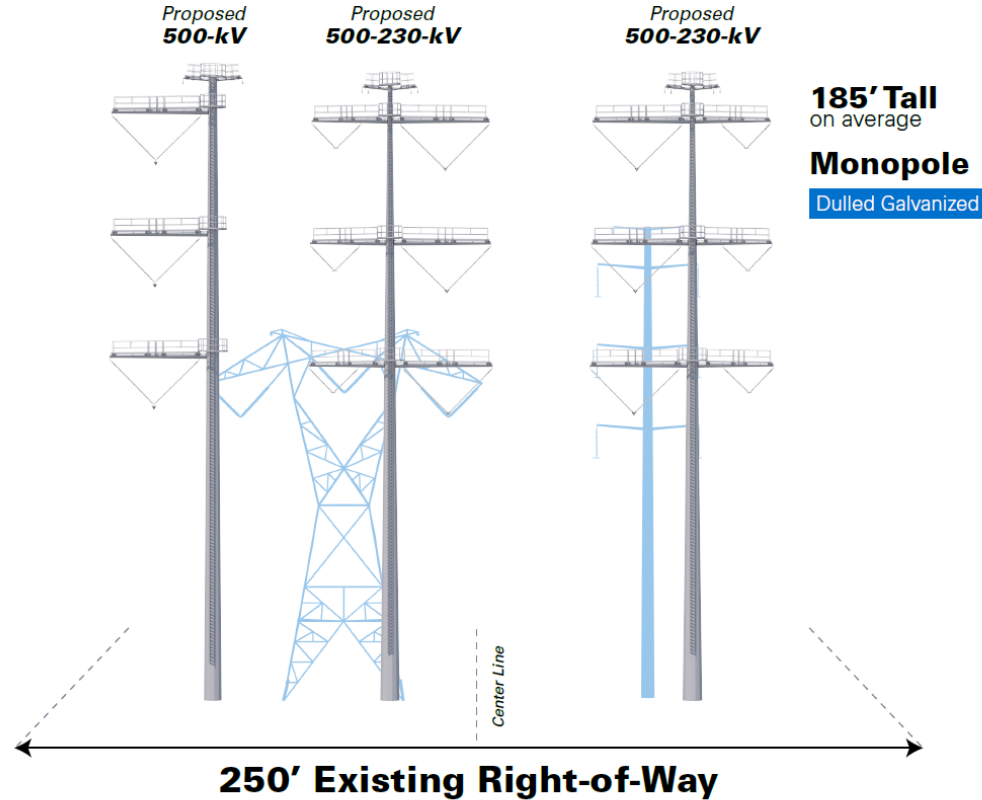 Proposed
500-kV
Proposed
500-230-kV
Proposed
500-230-kV
185' Tall
on average
Monopole
Dulled Galvanized
Center Line
250' Existing Right-of-Way